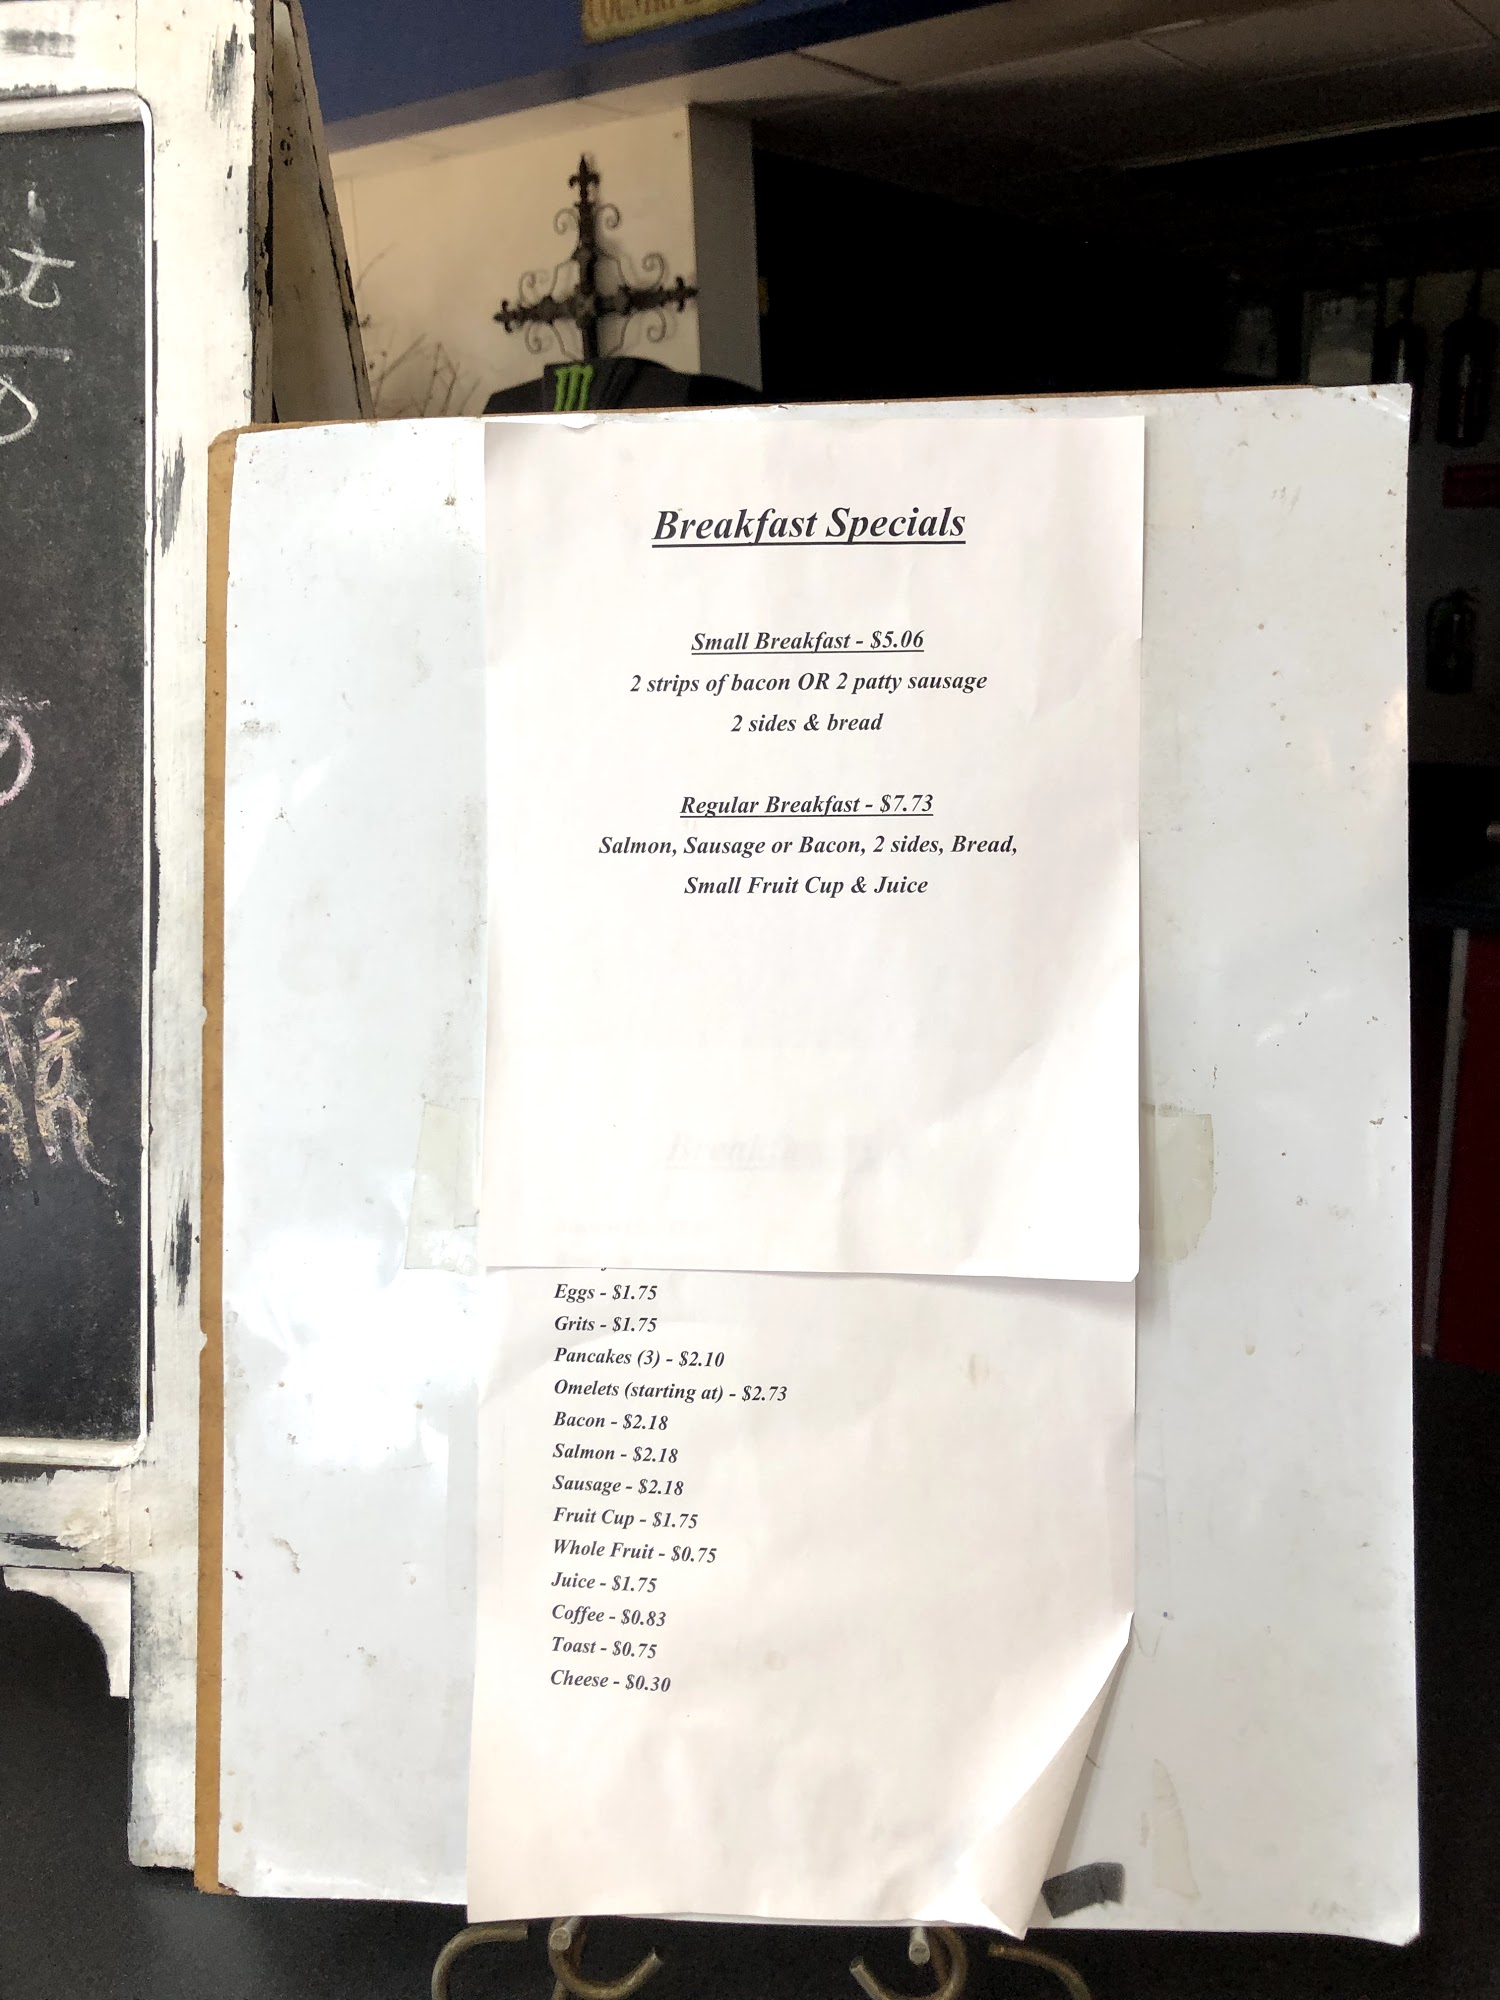 Breakfast Specials
Small Breakfast - $5.06
2 strips of bacon OR 2 patty sausage
2 sides & bread
Regular Breakfast - $7.73
Salmon, Sausage or Bacon, 2 sides, Bread,
Small Fruit Cup & Juice
Eggs - $1.75
Grits - $1.75
Pancakes (3) - $2.10
Omelets (starting at) - $2.73
Bacon - $2.18
Salmon - $2.18
Sausage - $2.18
Fruit Cup - $1.75
Whole Fruit - $0.75
Juice - $1.75
Coffee - $0.83
Toast - $0.75
Cheese - $0.30